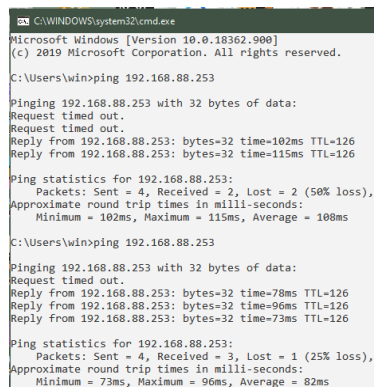 C:\WINDOWS\system32\cmd.exe
Microsoft Windows [Version 10.0.18362.900]
(c) 2019 Microsoft Corporation. All rights reserved.
C:\Users\win>ping 192.168.88.253
Pinging 192.168.88.253 with 32 bytes of data:
Request timed out.
Request timed out.
Reply from 192.168.88.253: bytes=32 time=102ms TTL=126
Reply from 192.168.88.253: bytes=32 time=115ms TTL=126
Ping statistics for 192.168.88.253:
Packets: Sent = 4, Received = 2, Lost = 2 (50% loss),
Approximate round trip times in milli-seconds:
Minimum = 102ms, Maximum = 115ms, Average = 108ms
C:\Users\win>ping 192.168.88.253
Pinging 192.168.88.253 with 32 bytes of data:
Request timed out.
Reply from 192.168.88.253: bytes=32 time=78ms TTL=126
Reply from 192.168.88.253: bytes=32 time=96ms TTL=126
Reply from 192.168.88.253: bytes=32 time=73ms TTL=126
Ping statistics for 192.168.88.253:
Packets: Sent = 4, Received = 3, Lost = 1 (25% loss),
Approximate round trip times in milli-seconds:
Minimum = 73ms, Maximum = 96ms, Average = 82ms